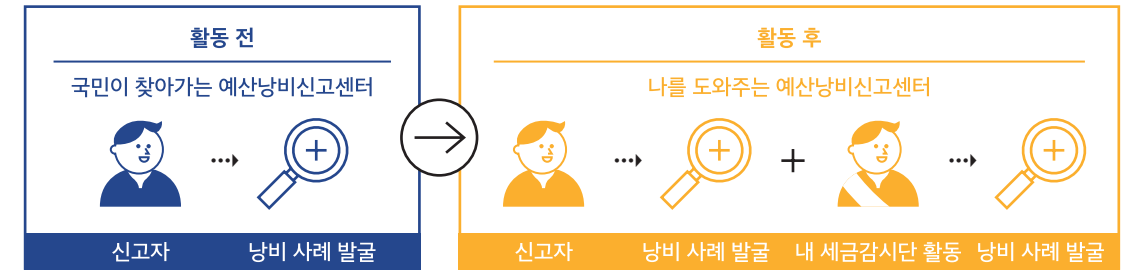 활동 전
국민이 찾아가는 예산낭비신고센터
신고자
낭비 사례 발굴
활동 후
나를 도와주는 예산낭비신고센터
신고자
낭비 사례 발굴
내 세금감시단 활동
낭비 사례 발굴